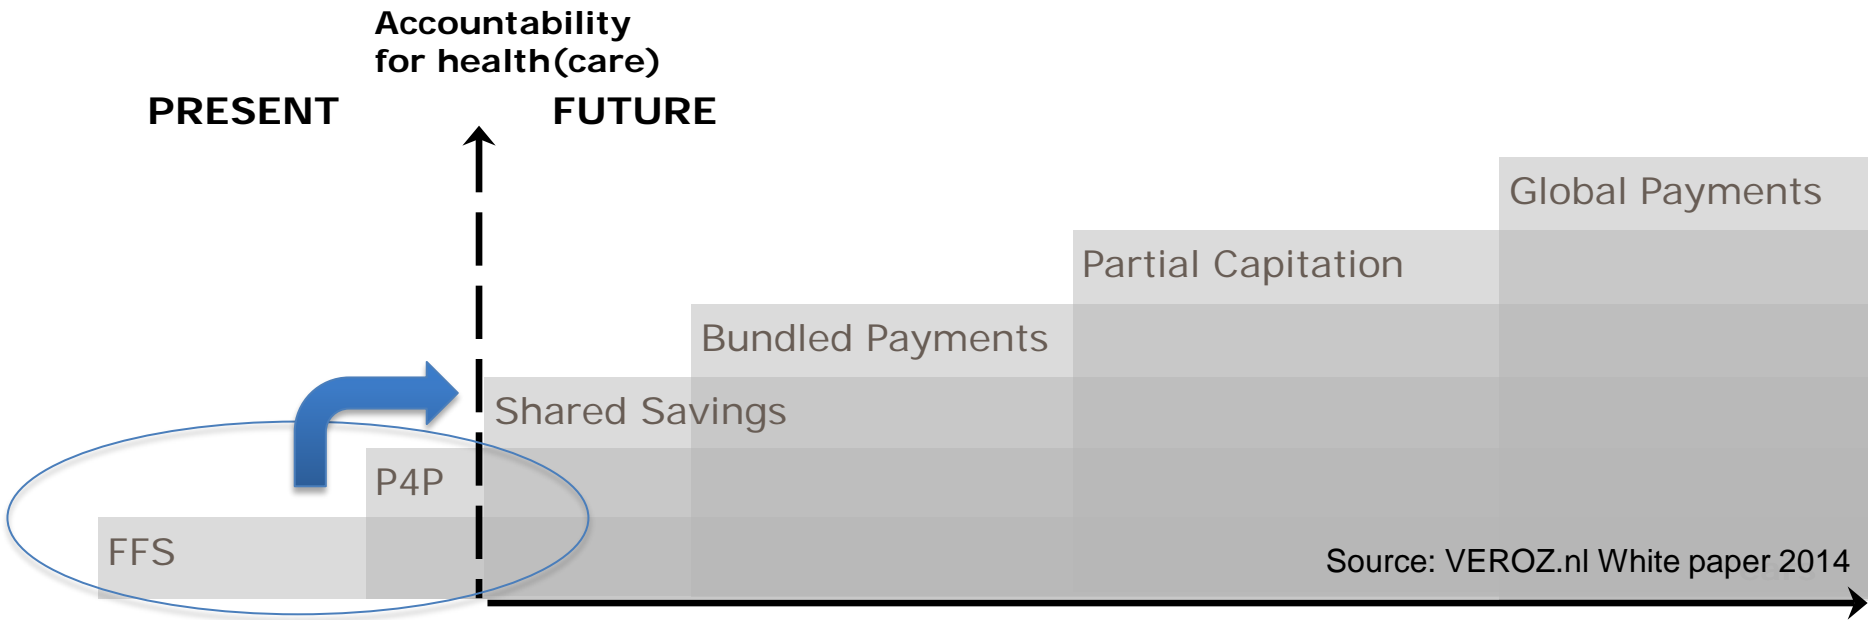 Accountability
for health(care)
PRESENT
FUTURE
Global Payments
Partial Capitation
Bundled Payments
Shared Savings
P4P
FFS
Source: VEROZ.nl White paper 2014